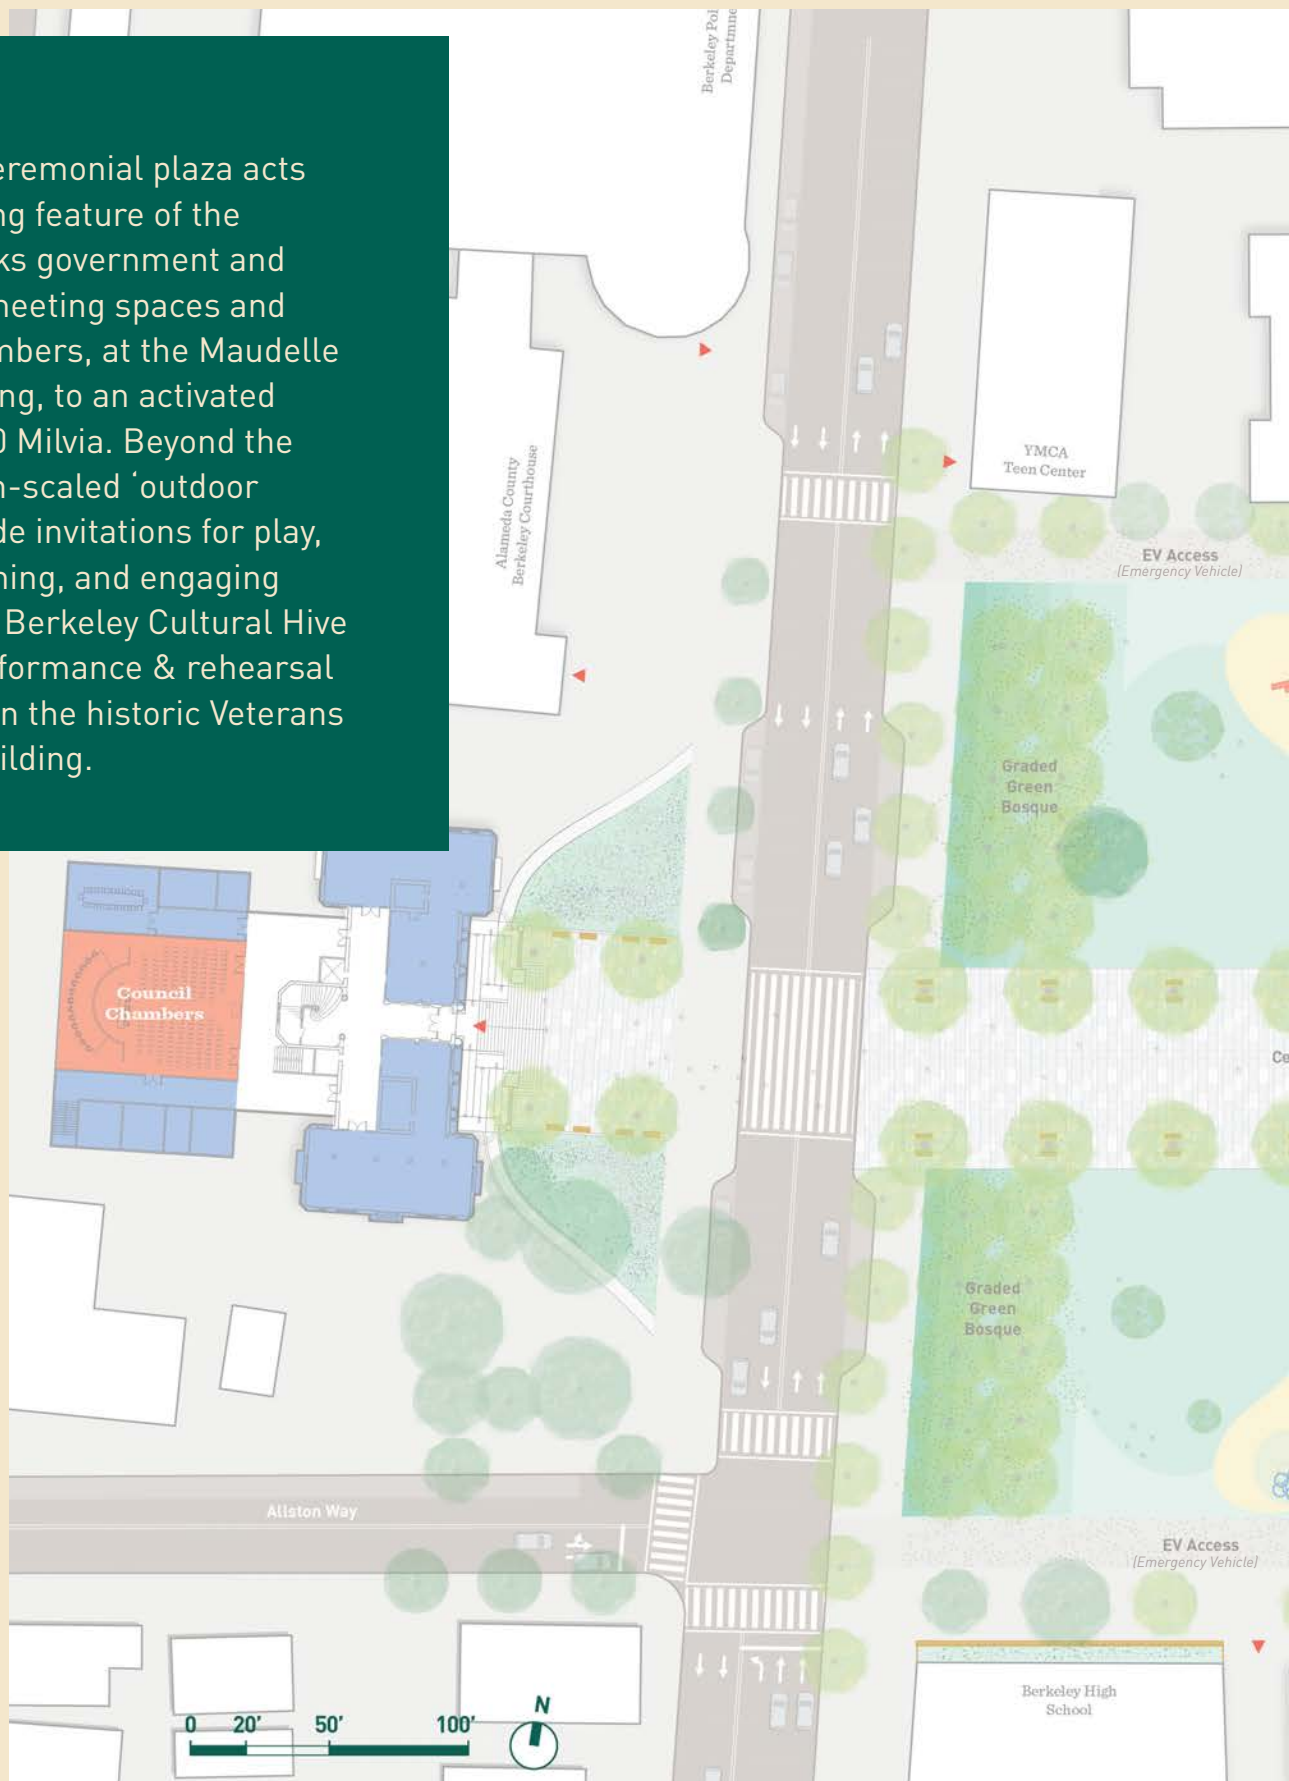 eremonial plaza acts
ng feature of the
ks government and
neeting spaces and
mbers, at the Maudelle
ng, to an activated
0 Milvia. Beyond the
n-scaled ‘outdoor
de invitations for play,
ning, and engaging
Berkeley Cultural Hive
formance & rehearsal
n the historic Veterans
ilding.
Berkeley Pol
Departmne
Alameda County
Berkeley Courthouse
YMCA
Teen Center
EV Access
(Emergency Vehicle)
Graded
Green
Bosque
Council
Chambers
Ce
Graded
Green
Bosque
Allston Way
EV Access
(Emergency Vehicle)
Berkeley High
School
0 20' 50' 100'
N